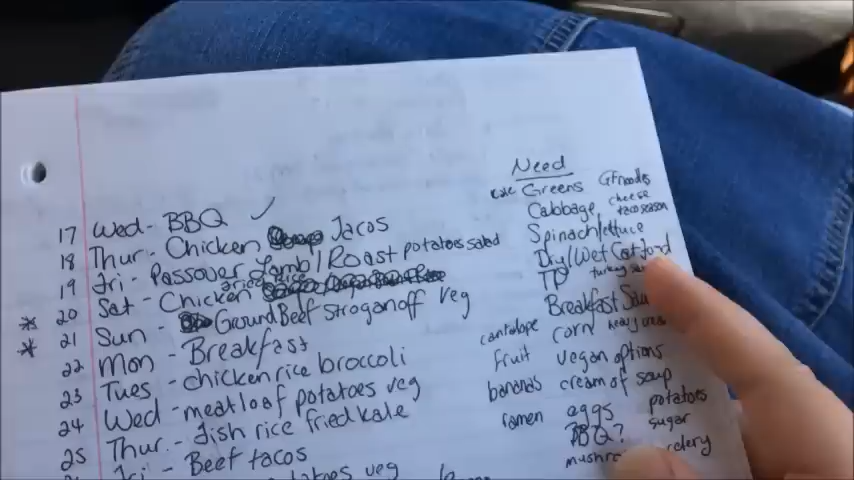 Need
Greens GF noodles
17 Wed- BBQ ✓
Cabbage cheese
taco season
18 Thur- Chicken Tacos
Spinach/lettuce
19 Fri- Passover Lamb/Roast potatoes salad
Dry/Wet Cat food
20 Sat- Chicken fried rice
TP turkey
* 21 Sun- Ground Beef stroganoff veg
Breakfast
* 22 Mon- Breakfast
cantalope corn heavy
23 Tues- chicken rice broccoli
fruit vegan options
24 Wed- meatloaf potatoes veg
bananas cream of soup
25 Thur- fish rice fried kale
ramen eggs potatoes
Fri- Beef tacos
BBQ? sugar
veg